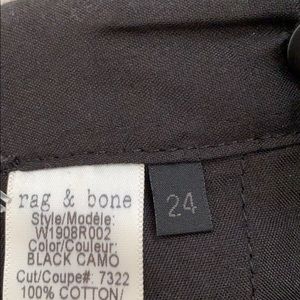 rag & bone
Style/Modèle:
W1908R002
Color/Couleur:
BLACK CAMO
Cut/Coupe#: 7322
100% COTTON/
24